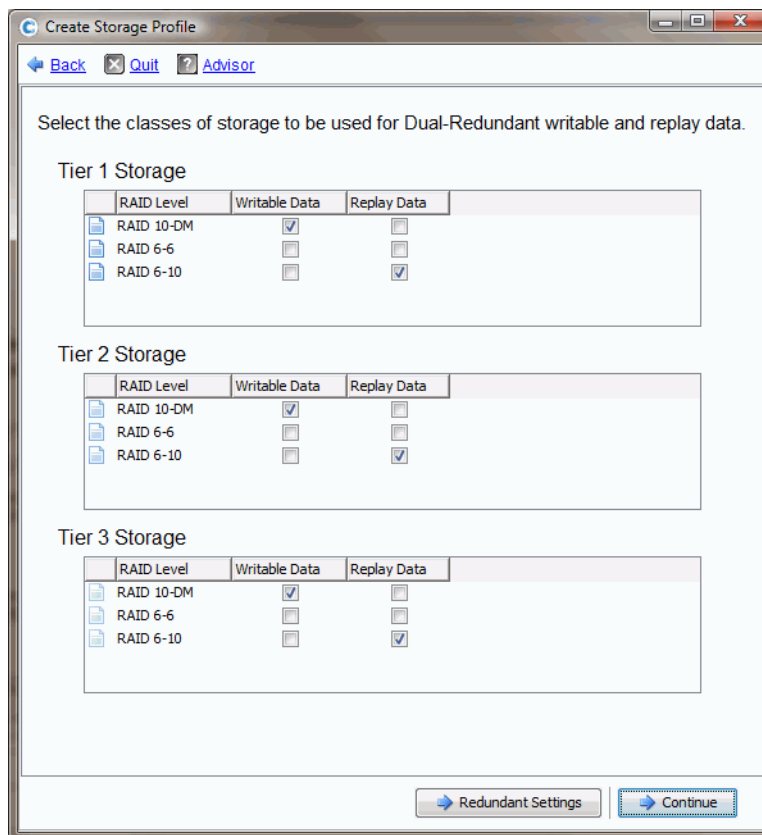 Create Storage Profile
Back Quit ? Advisor
Select the classes of storage to be used for Dual-Redundant writable and replay data.
Tier 1 Storage
RAID Level Writable Data Replay Data
RAID 10-DM
RAID 6-6
RAID 6-10
Tier 2 Storage
RAID Level Writable Data Replay Data
RAID 10-DM
RAID 6-6
RAID 6-10
Tier 3 Storage
RAID Level Writable Data Replay Data
RAID 10-DM
RAID 6-6
RAID 6-10
Redundant Settings Continue